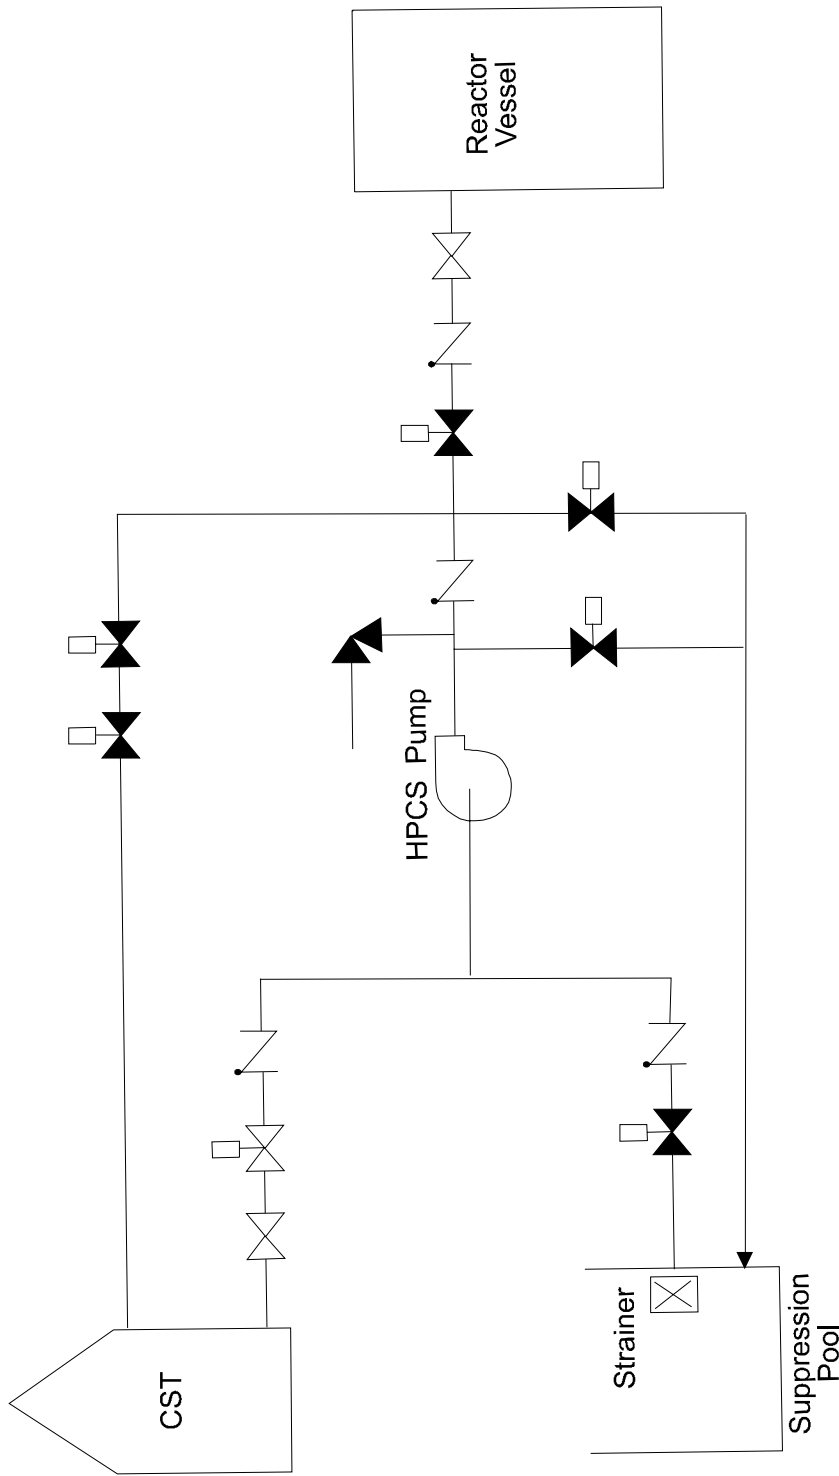 Reactor
Vessel
HPCS Pump
CST
Strainer
Suppression
Pool